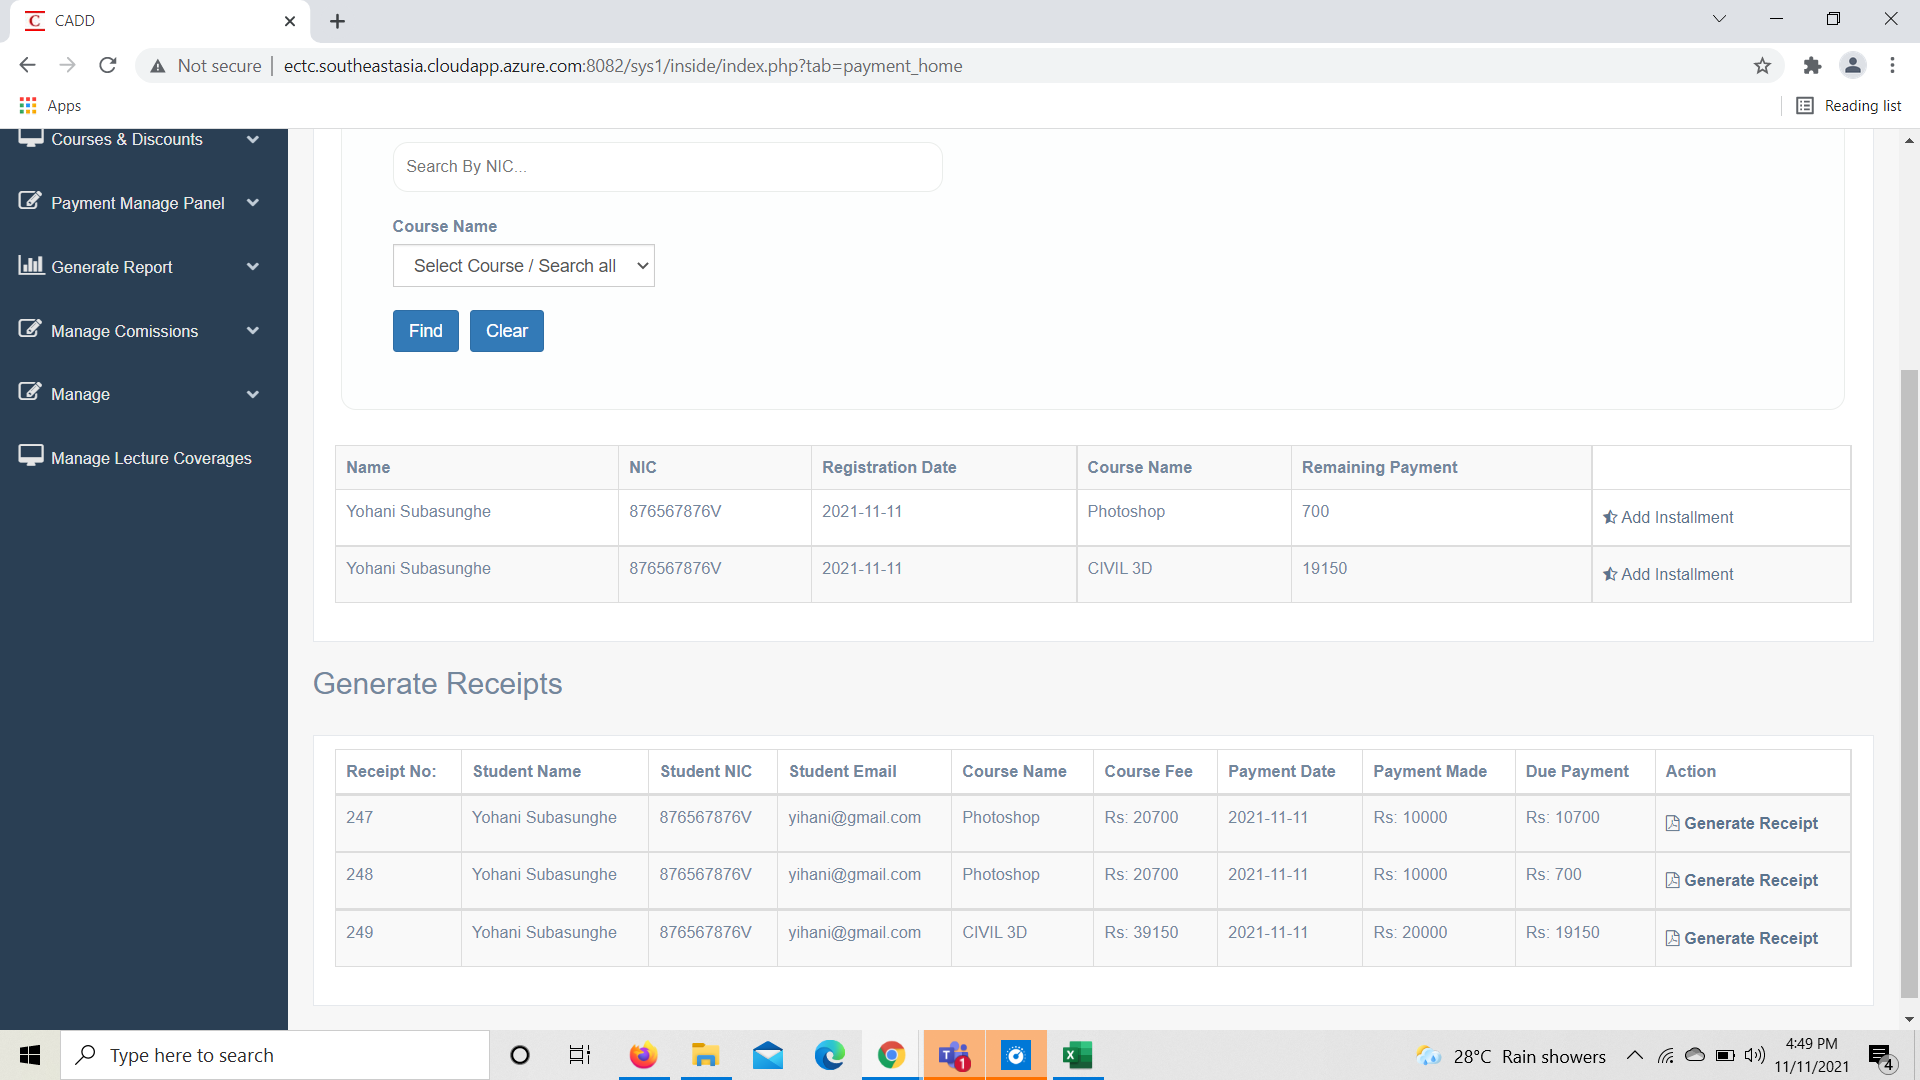 CADD
Not secure
ectc.southeastasia.cloudapp.azure.com:8082/sys1/inside/index.php?tab=payment_home
Apps
Reading list
Courses & Discounts
Payment Manage Panel
Generate Report
Manage Comissions
Manage
Manage Lecture Coverages
Search By NIC...
Course Name
Select Course / Search all
Find Clear
Name NIC Registration Date Course Name Remaining Payment
Yohani Subasunghe 876567876V 2021-11-11 Photoshop 700 Add Installment
Yohani Subasunghe 876567876V 2021-11-11 CIVIL 3D 19150 Add Installment
Generate Receipts
Receipt No: Student Name Student NIC Student Email Course Name Course Fee Payment Date Payment Made Due Payment Action
247 Yohani Subasunghe 876567876V yihani@gmail.com Photoshop Rs: 20700 2021-11-11 Rs: 10000 Rs: 10700 Generate Receipt
248 Yohani Subasunghe 876567876V yihani@gmail.com Photoshop Rs: 20700 2021-11-11 Rs: 10000 Rs: 700 Generate Receipt
249 Yohani Subasunghe 876567876V yihani@gmail.com CIVIL 3D Rs: 39150 2021-11-11 Rs: 20000 Rs: 19150 Generate Receipt
Type here to search
1
28°C Rain showers
4:49 PM
11/11/2021
4